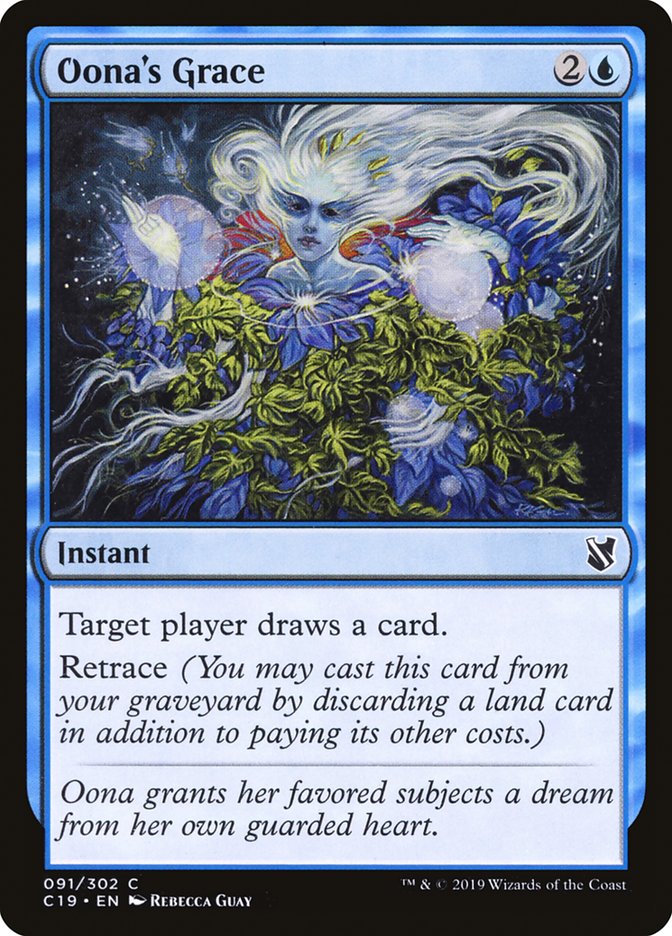 Oona's Grace 2
Instant
Target player draws a card.
Retrace (You may cast this card from
your graveyard by discarding a land card
in addition to paying its other costs.)
Oona grants her favored subjects a dream
from her own guarded heart.
091/302 C
C19 • EN Rebecca Guay
™ & © 2019 Wizards of the Coast